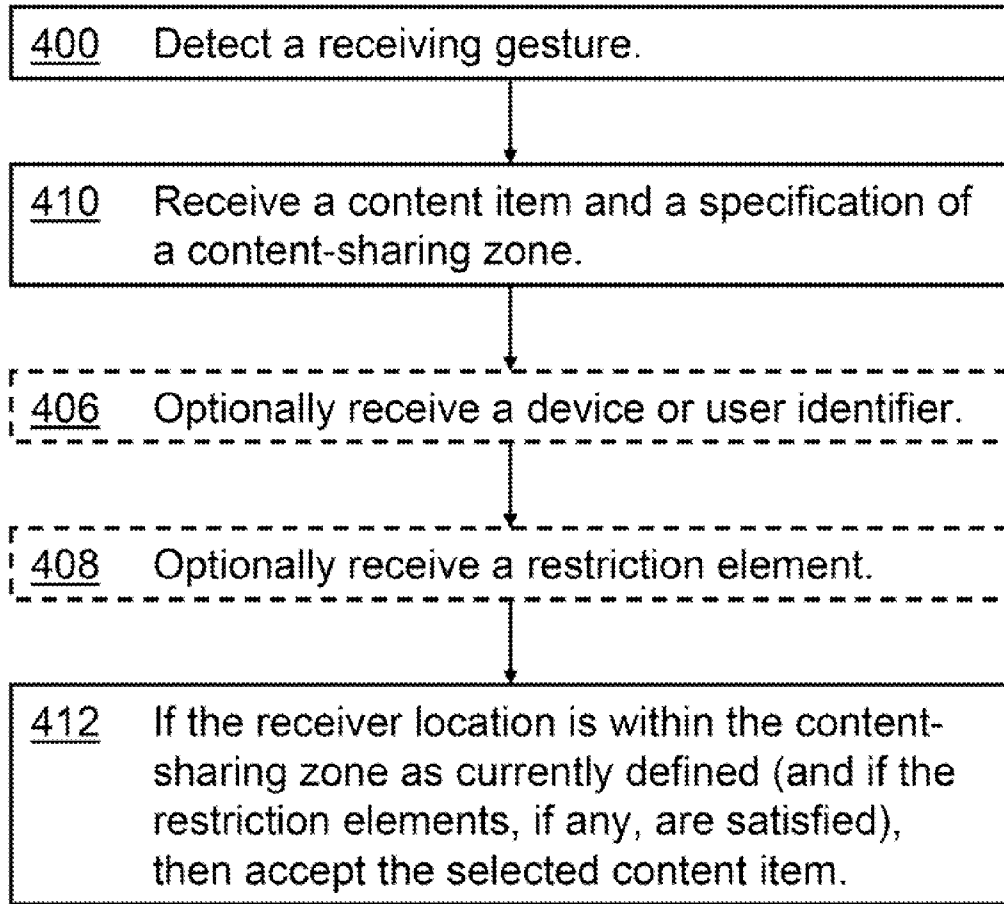 400 Detect a receiving gesture.
410 Receive a content item and a specification of
a content-sharing zone.
406 Optionally receive a device or user identifier.
408 Optionally receive a restriction element.
412 If the receiver location is within the content-
sharing zone as currently defined (and if the
restriction elements, if any, are satisfied),
then accept the selected content item.